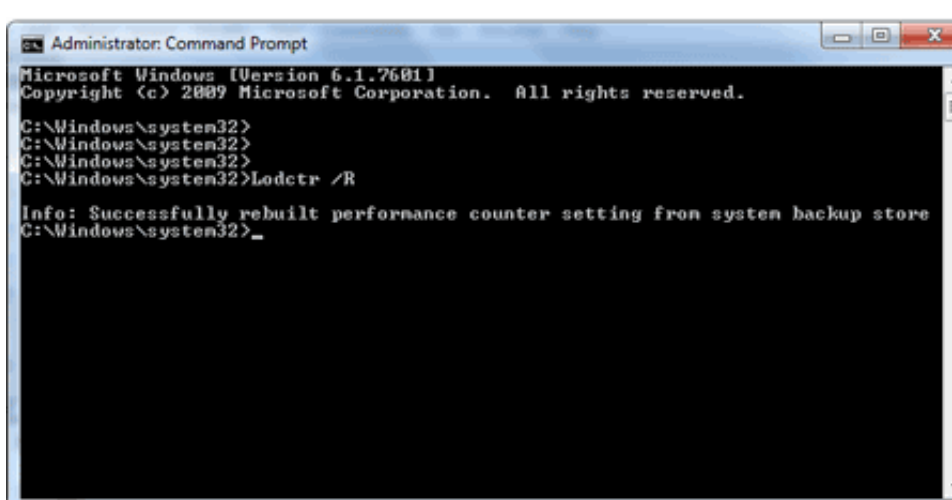 Administrator: Command Prompt
Microsoft Windows [Version 6.1.7601]
Copyright (c) 2009 Microsoft Corporation.  All rights reserved.
C:\Windows\system32>
C:\Windows\system32>
C:\Windows\system32>
C:\Windows\system32>Lodctr /R
Info: Successfully rebuilt performance counter setting from system backup store
C:\Windows\system32>_